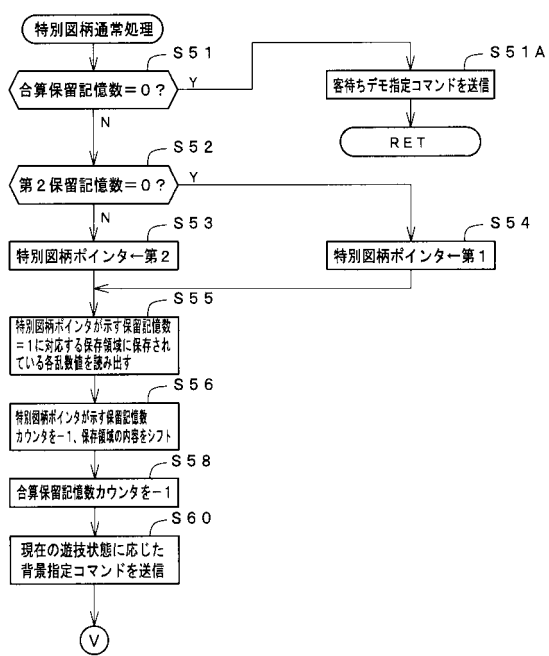 特別図柄通常処理
S51
合算保留記憶数=0?
Y
N
S51A
客待ちデモ指定コマンドを送信
RET
S52
第2保留記憶数=0?
Y
N
S53
特別図柄ポインタ←第2
S54
特別図柄ポインタ←第1
S55
特別図柄ポインタが示す保留記憶数
=1に対応する保存領域に保存され
ている各乱数値を読み出す
S56
特別図柄ポインタが示す保留記憶数
カウンタを-1、保存領域の内容をシフト
S58
合算保留記憶数カウンタを-1
S60
現在の遊技状態に応じた
背景指定コマンドを送信
V